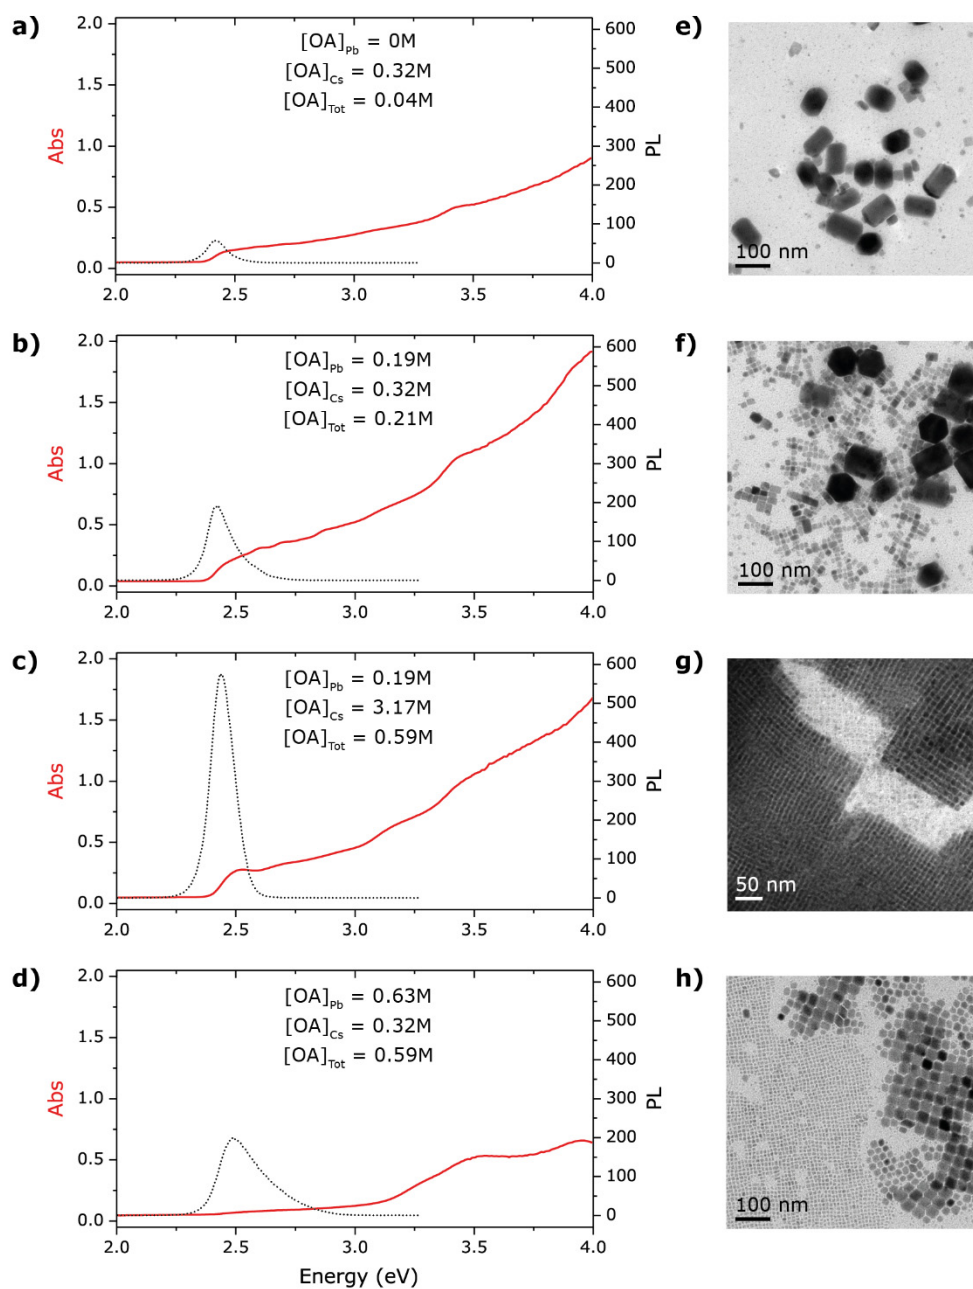 a)
2.0
1.5
1.0
0.5
0.0
Abs
[OA]Pb = 0M
[OA]Cs = 0.32M
[OA]Tot = 0.04M
600
500
400
300
200
100
0
PL
2.0 2.5 3.0 3.5 4.0
e)
100 nm
b)
2.0
1.5
1.0
0.5
0.0
Abs
[OA]Pb = 0.19M
[OA]Cs = 0.32M
[OA]Tot = 0.21M
600
500
400
300
200
100
0
PL
2.0 2.5 3.0 3.5 4.0
f)
100 nm
c)
2.0
1.5
1.0
0.5
0.0
Abs
[OA]Pb = 0.19M
[OA]Cs = 3.17M
[OA]Tot = 0.59M
600
500
400
300
200
100
0
PL
2.0 2.5 3.0 3.5 4.0
g)
50 nm
d)
2.0
1.5
1.0
0.5
0.0
Abs
[OA]Pb = 0.63M
[OA]Cs = 0.32M
[OA]Tot = 0.59M
600
500
400
300
200
100
0
PL
2.0 2.5 3.0 3.5 4.0
Energy (eV)
h)
100 nm